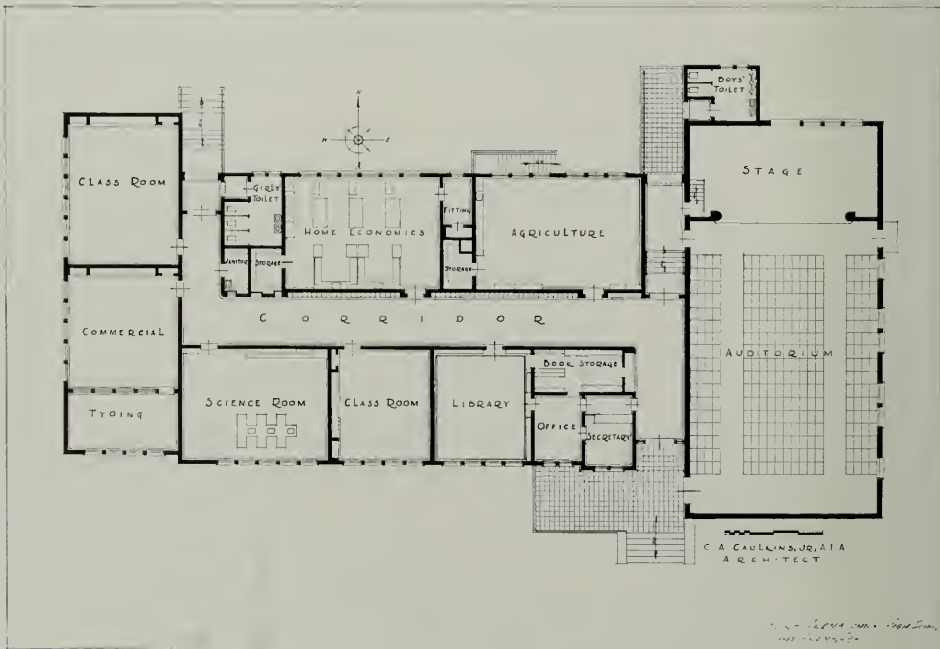 BOYS'
TOILET
N
W E
S
CLASS ROOM
GIRLS'
TOILET
STAGE
FITTING
HOME ECONOMICS
AGRICULTURE
JANITOR
STORAGE
STORAGE
CORRIDOR
COMMERCIAL
AUDITORIUM
BOOK STORAGE
TYPING
SCIENCE ROOM
CLASS ROOM
LIBRARY
OFFICE
SECRETARY
C A CAULKINS, JR, AIA
ARCHITECT